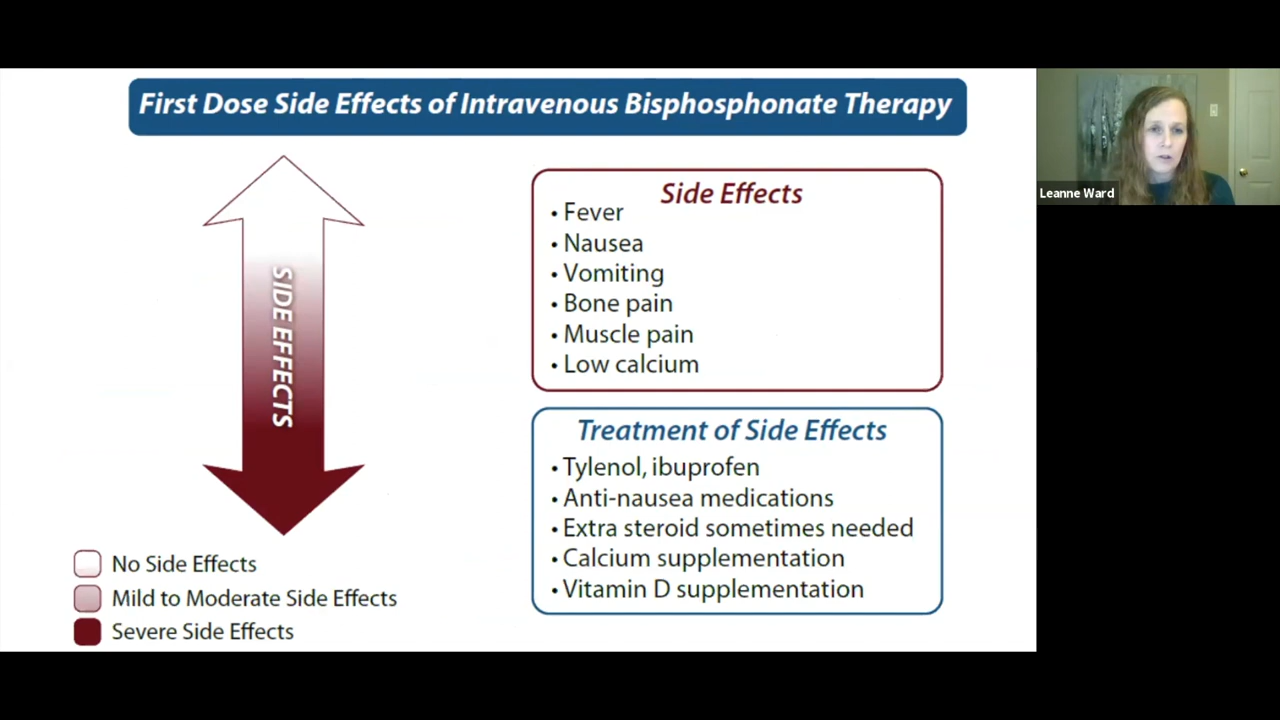 First Dose Side Effects of Intravenous Bisphosphonate Therapy
SIDE EFFECTS
No Side Effects
Mild to Moderate Side Effects
Severe Side Effects
Side Effects
• Fever
• Nausea
• Vomiting
• Bone pain
• Muscle pain
• Low calcium
Treatment of Side Effects
• Tylenol, ibuprofen
• Anti-nausea medications
• Extra steroid sometimes needed
• Calcium supplementation
• Vitamin D supplementation
Leanne Ward